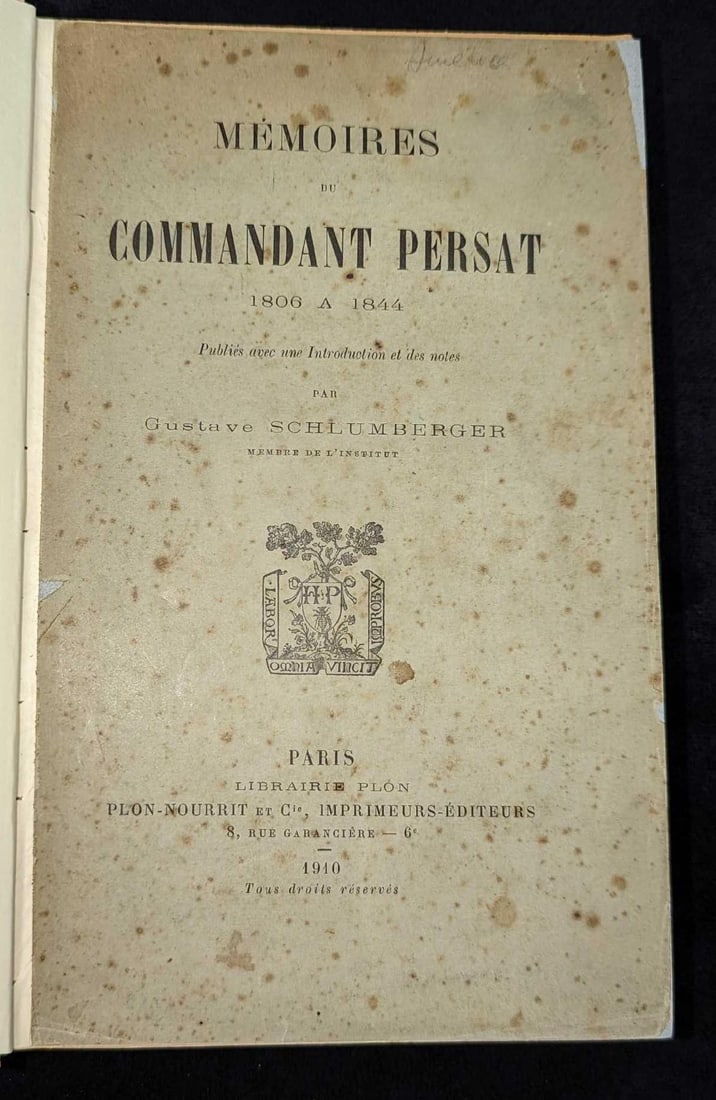 MÉMOIRES
DU
COMMANDANT PERSAT
1806 A 1844
Publiés avec une Introduction et des notes
PAR
Gustave SCHLUMBERGER
MEMBRE DE L'INSTITUT
H P
LABOR
OMNIA VINCIT
IMPROBVS
PARIS
LIBRAIRIE PLON
PLON-NOURRIT ET Cie, IMPRIMEURS-ÉDITEURS
8, RUE GARANCIÈRE — 6e
1910
Tous droits réservés